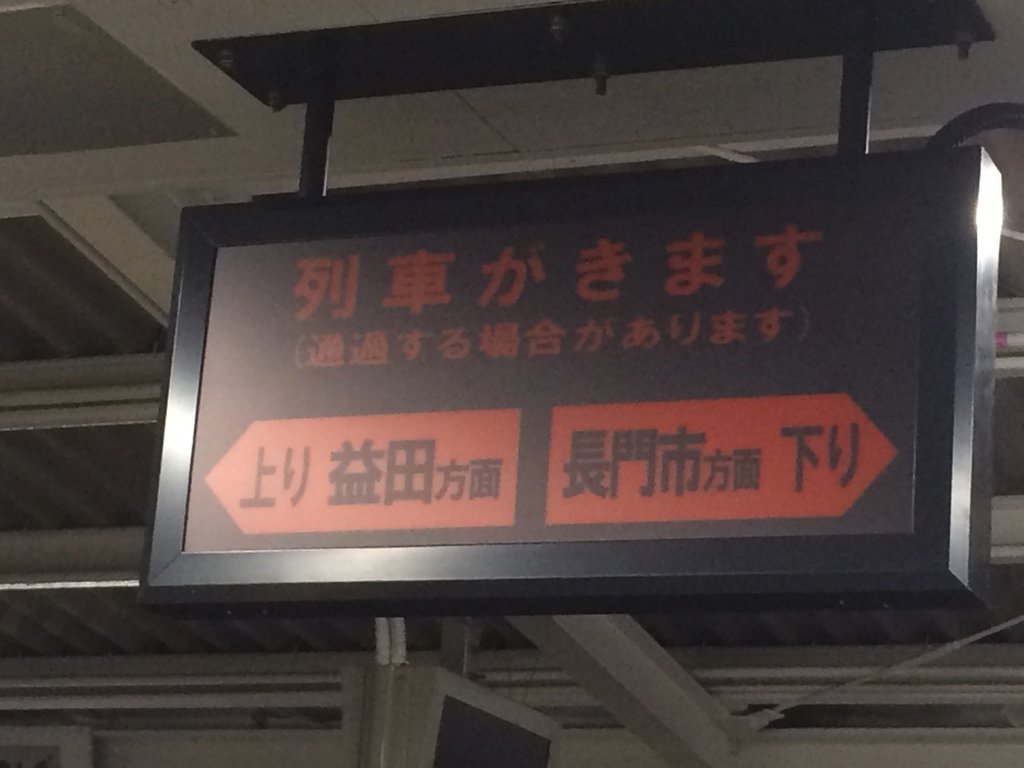 列車がきます
(通過する場合があります)
上り 益田方面
長門市方面 下り